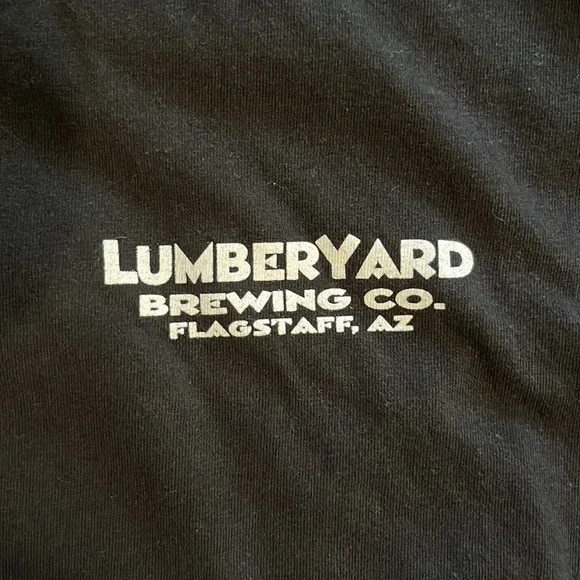 LUMBERYARD
BREWING CO.
FLAGSTAFF, AZ